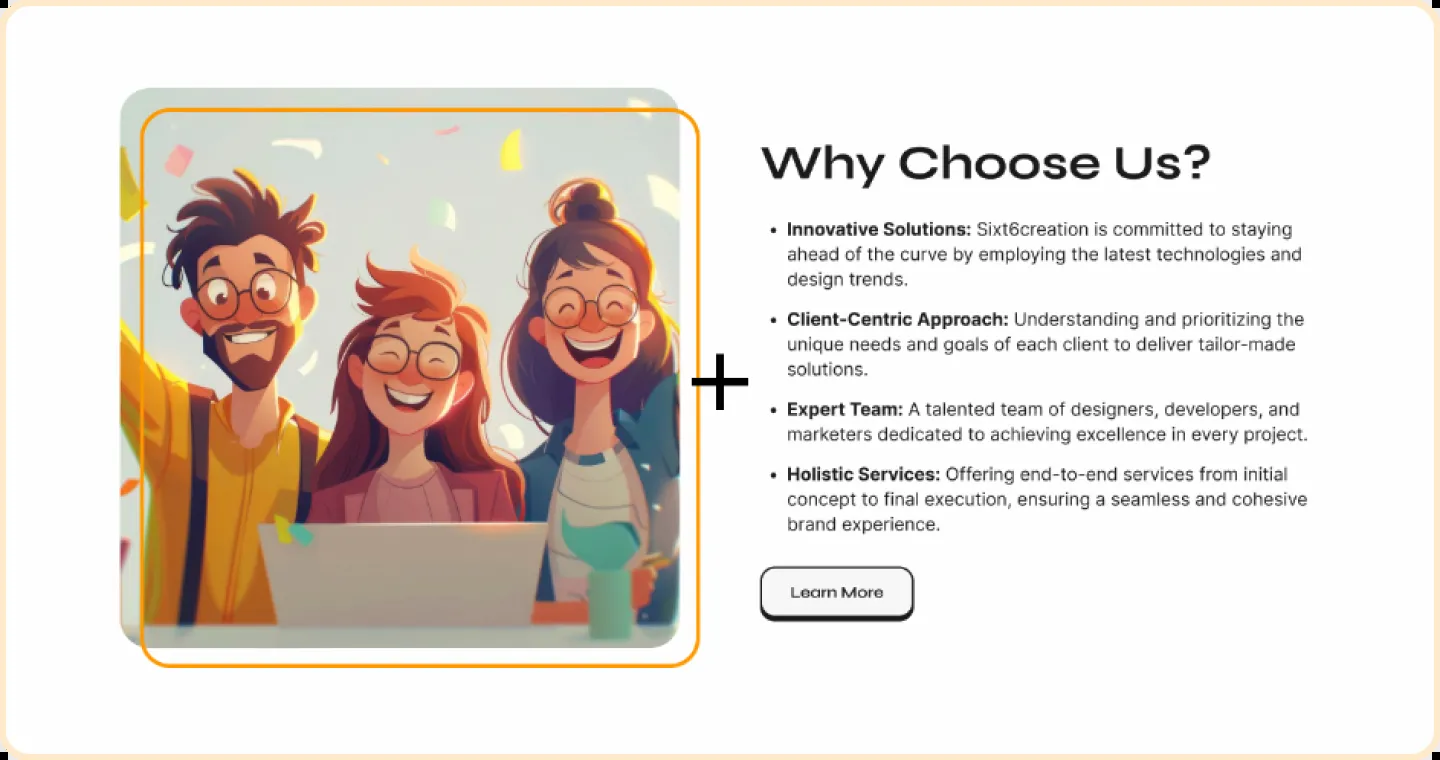 Why Choose Us?
• Innovative Solutions: Sixt6creation is committed to staying
ahead of the curve by employing the latest technologies and
design trends.
• Client-Centric Approach: Understanding and prioritizing the
unique needs and goals of each client to deliver tailor-made
solutions.
• Expert Team: A talented team of designers, developers, and
marketers dedicated to achieving excellence in every project.
• Holistic Services: Offering end-to-end services from initial
concept to final execution, ensuring a seamless and cohesive
brand experience.
Learn More